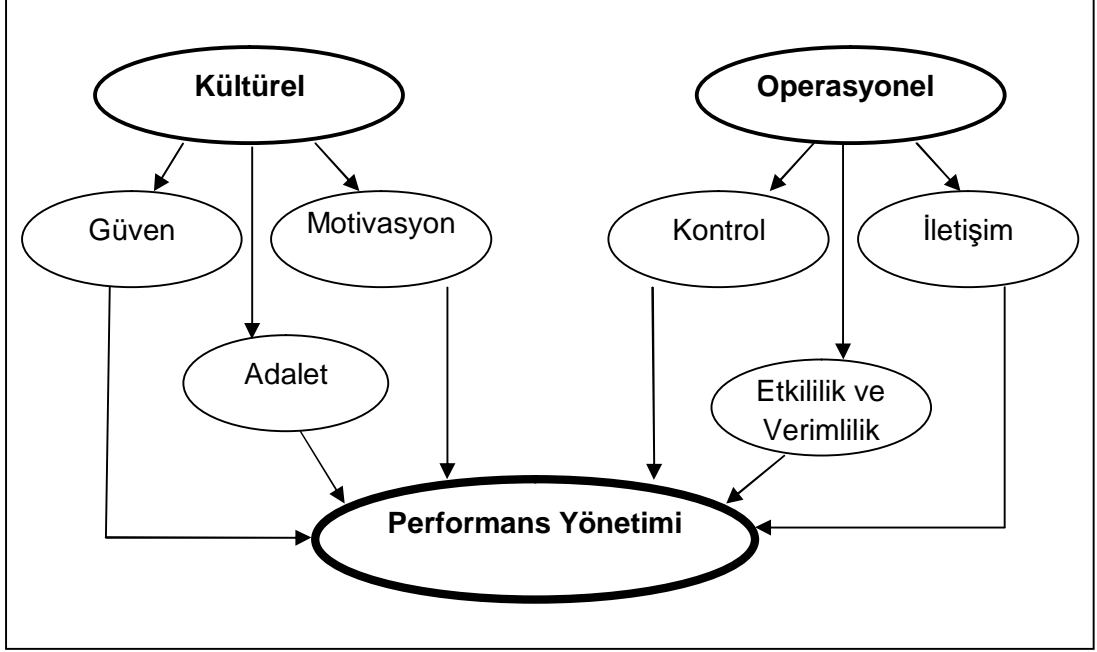 Kültürel
Operasyonel
Güven
Motivasyon
Kontrol
İletişim
Adalet
Etkililik ve
Verimlilik
Performans Yönetimi